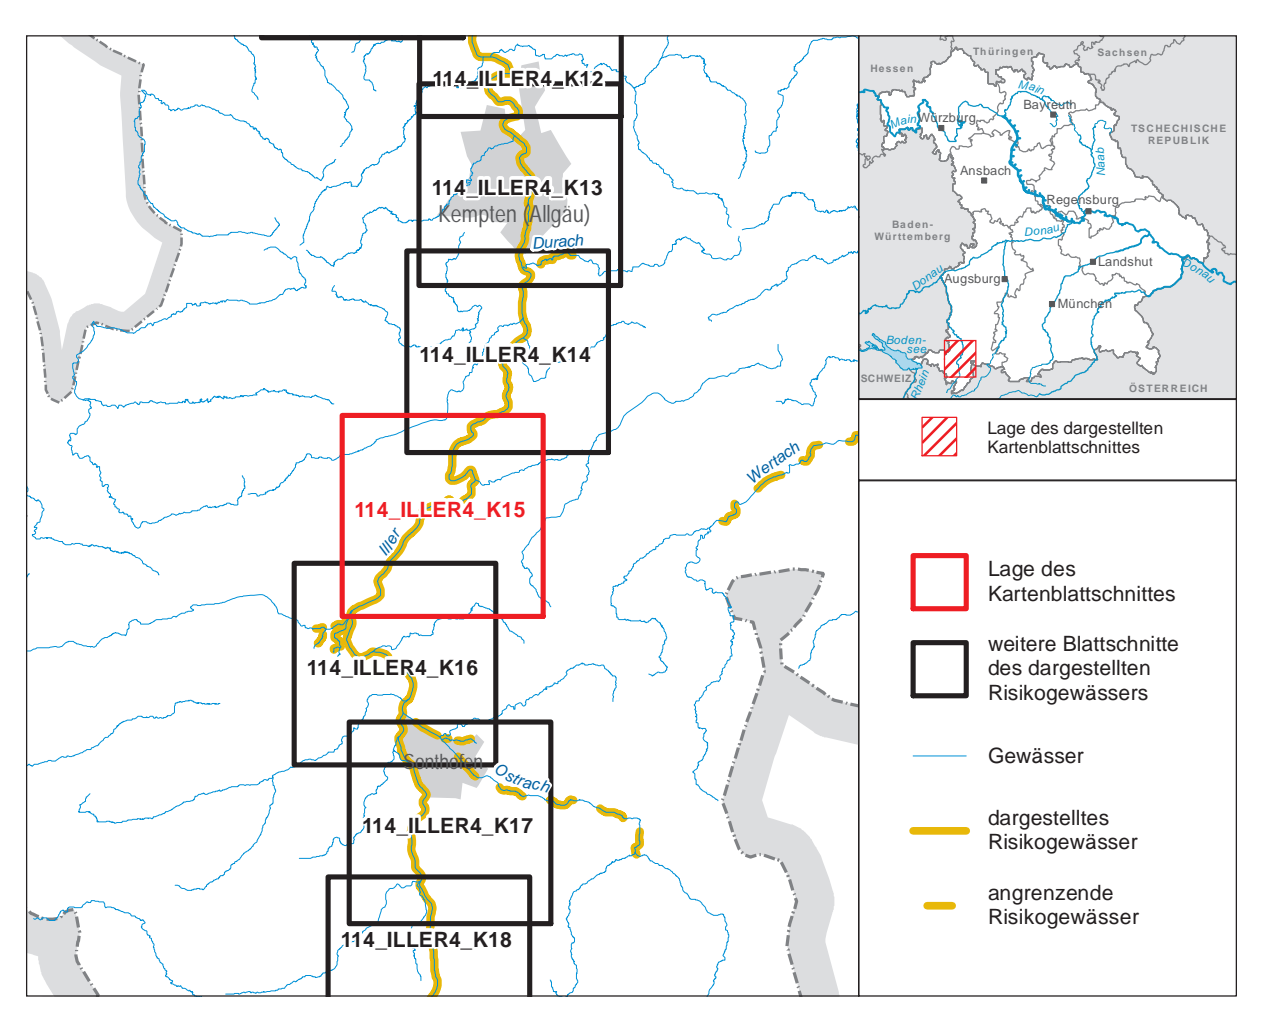 114_ILLER4_K12
114_ILLER4_K13
Kempten (Allgäu)
Durach
114_ILLER4_K14
Wertach
114_ILLER4_K15
Iller
114_ILLER4_K16
Sonthofen
Ostrach
114_ILLER4_K17
114_ILLER4_K18
Thüringen
Sachsen
Hessen
Main
Bayreuth
Main
Würzburg
TSCHECHISCHE
REPUBLIK
Naab
Ansbach
Regensburg
Baden-
Württemberg
Donau
Landshut
Donau
Donau
Augsburg
München
Boden-
see
SCHWEIZ
Rhein
ÖSTERREICH
Lage des dargestellten
Kartenblattschnittes
Lage des
Kartenblattschnittes
weitere Blattschnitte
des dargestellten
Risikogewässers
Gewässer
dargestelltes
Risikogewässer
angrenzende
Risikogewässer